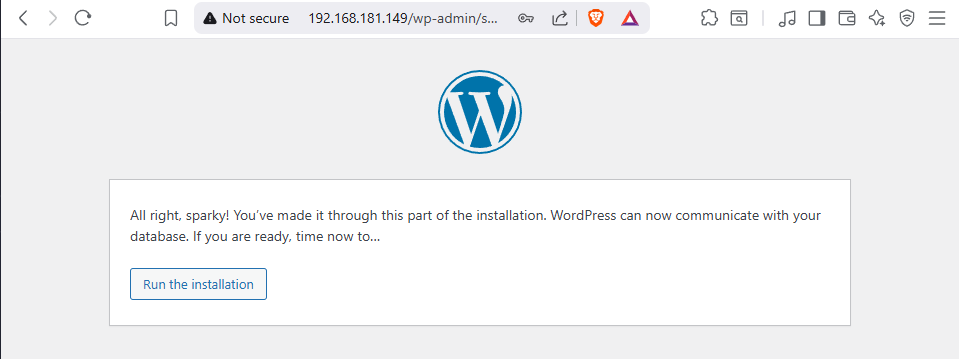 Not secure 192.168.181.149/wp-admin/s...
All right, sparky! You’ve made it through this part of the installation. WordPress can now communicate with your
database. If you are ready, time now to…
Run the installation